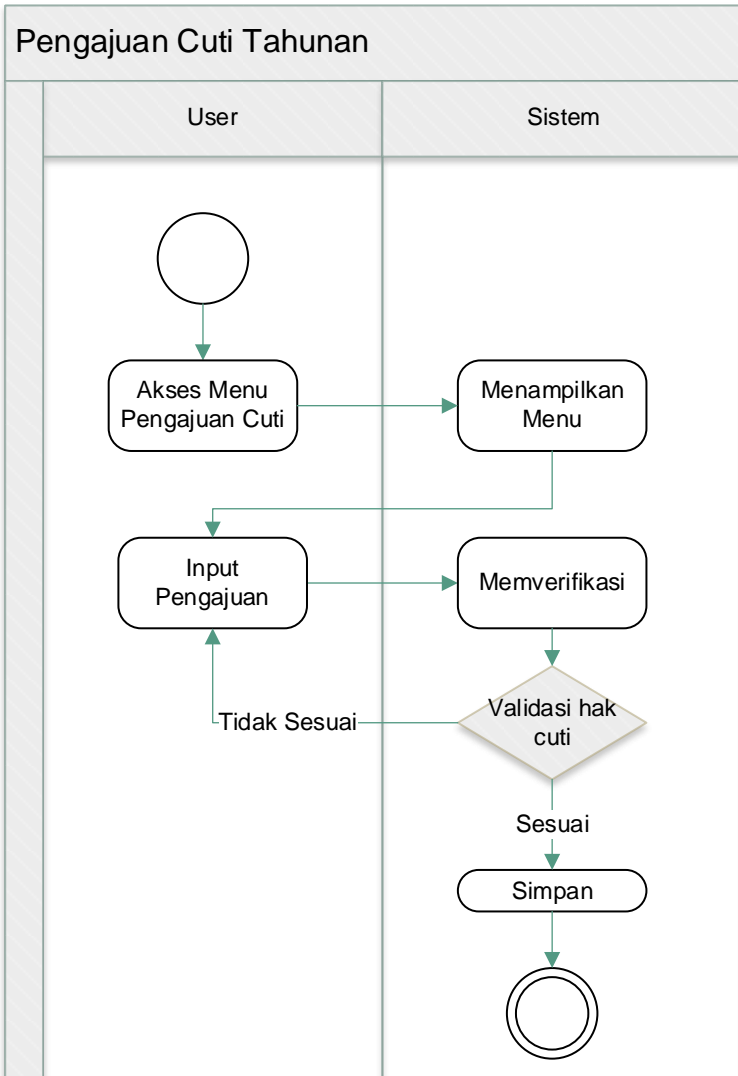 Pengajuan Cuti Tahunan
User
Sistem
Akses Menu
Pengajuan Cuti
Menampilkan
Menu
Input
Pengajuan
Memverifikasi
Validasi hak
cuti
Tidak Sesuai
Sesuai
Simpan